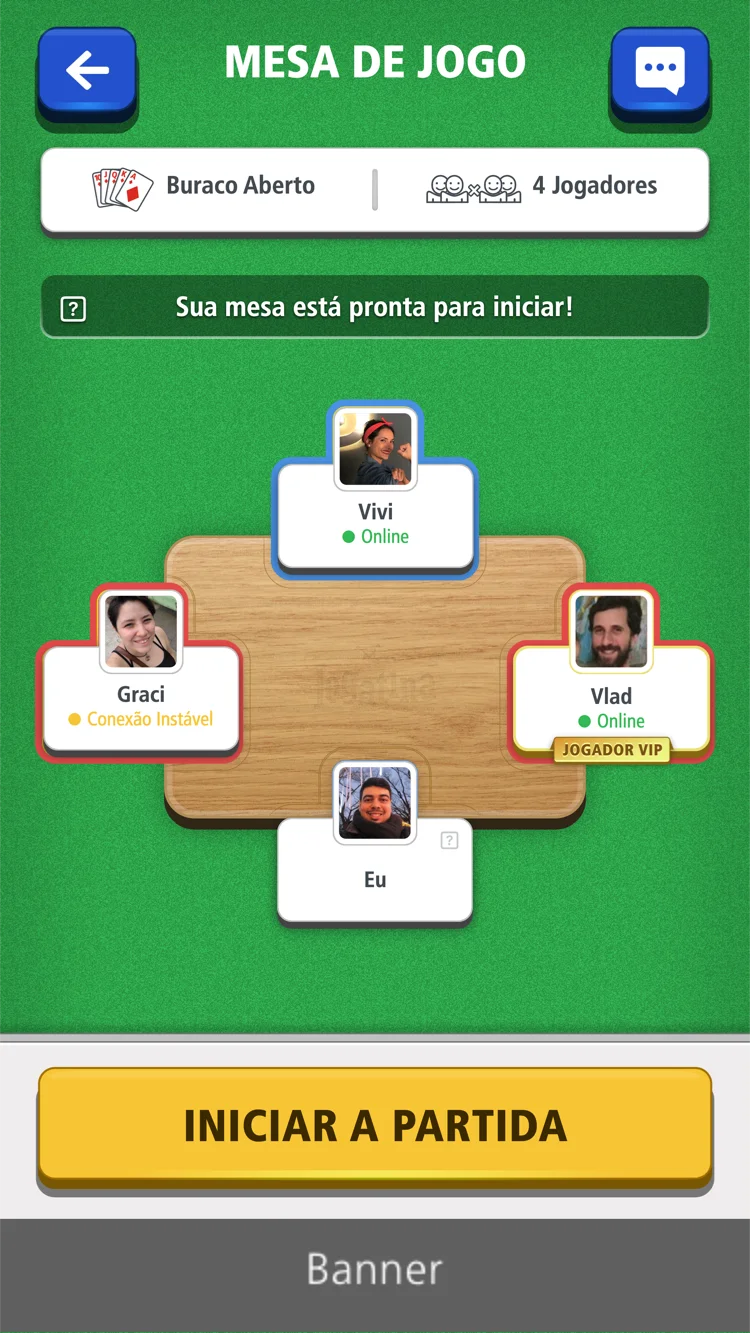 MESA DE JOGO
Buraco Aberto
4 Jogadores
? Sua mesa está pronta para iniciar!
Vivi
Online
Graci
Conexão Instável
Vlad
Online
JOGADOR VIP
?
Eu
INICIAR A PARTIDA
Banner